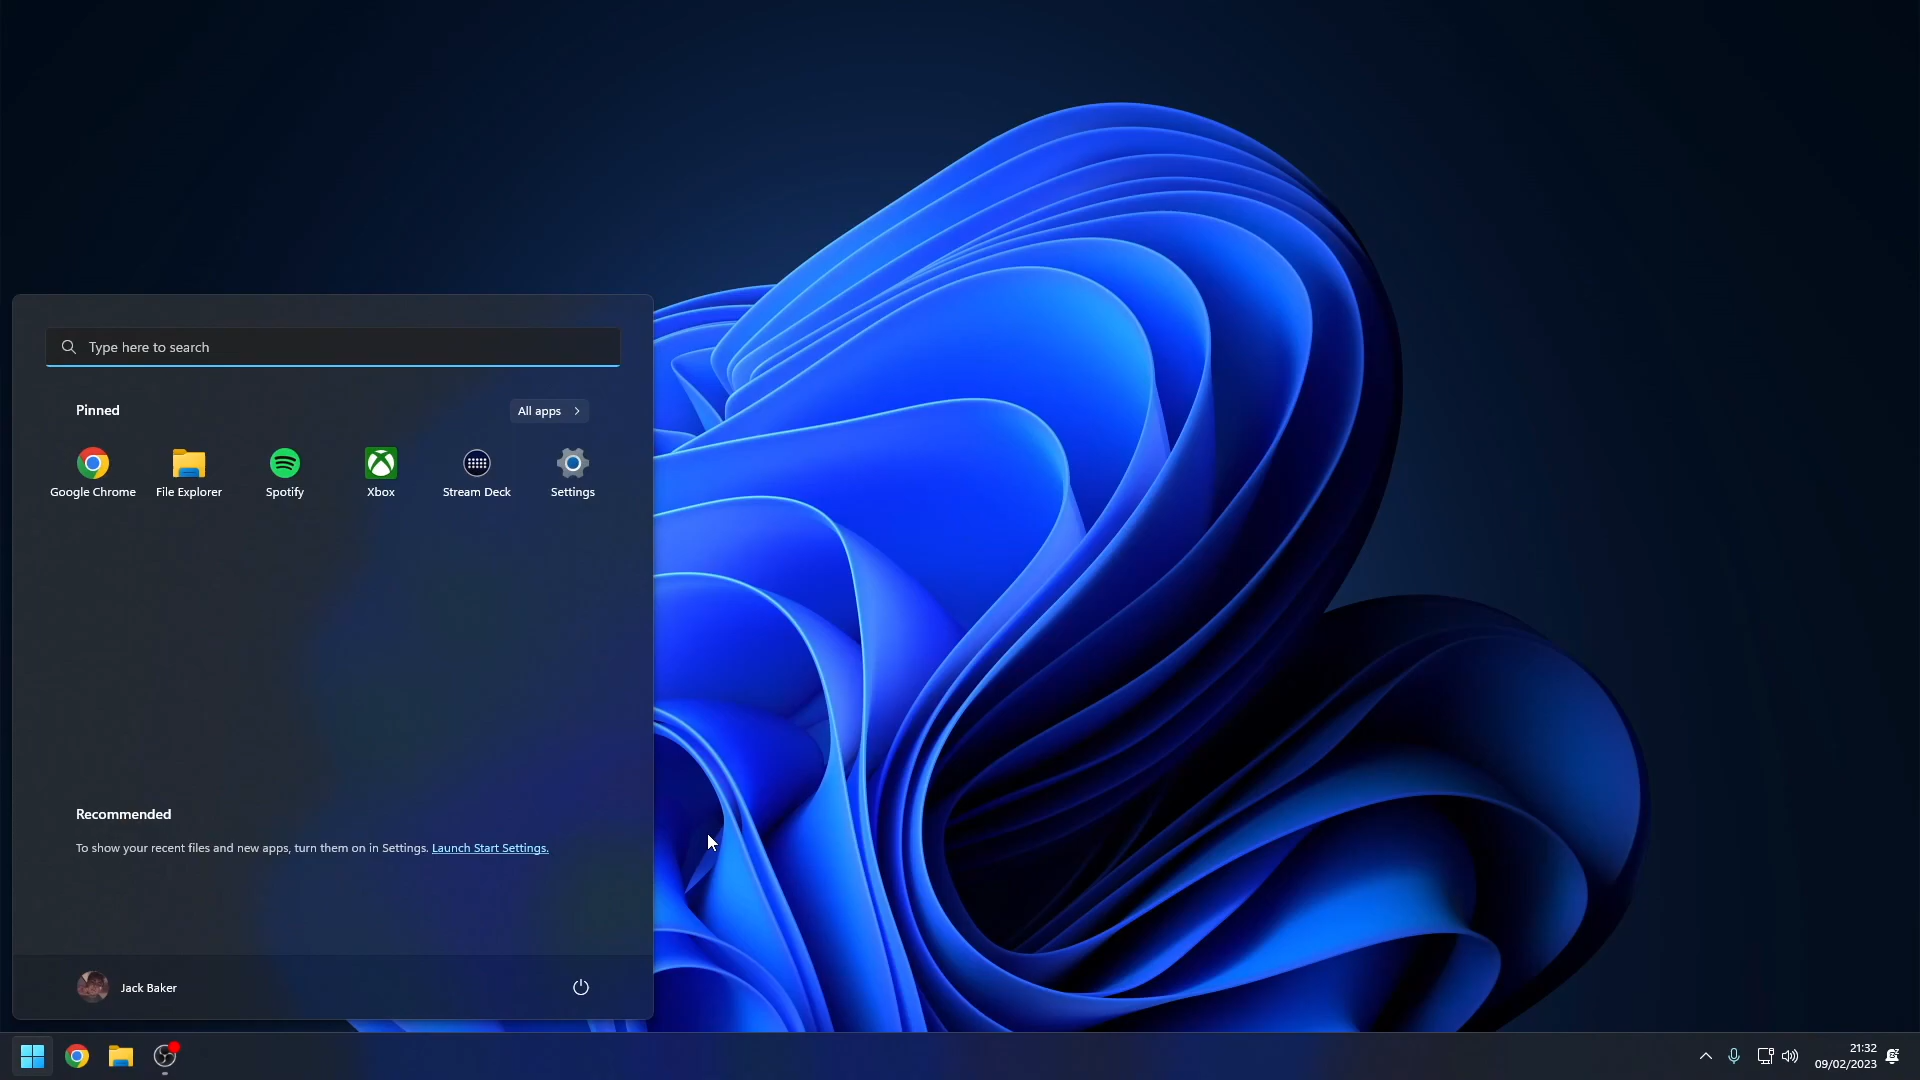 Type here to search
Pinned
All apps
Google Chrome
File Explorer
Spotify
Xbox
Stream Deck
Settings
Recommended
To show your recent files and new apps, turn them on in Settings. Launch Start Settings.
Jack Baker
21:32
09/02/2023